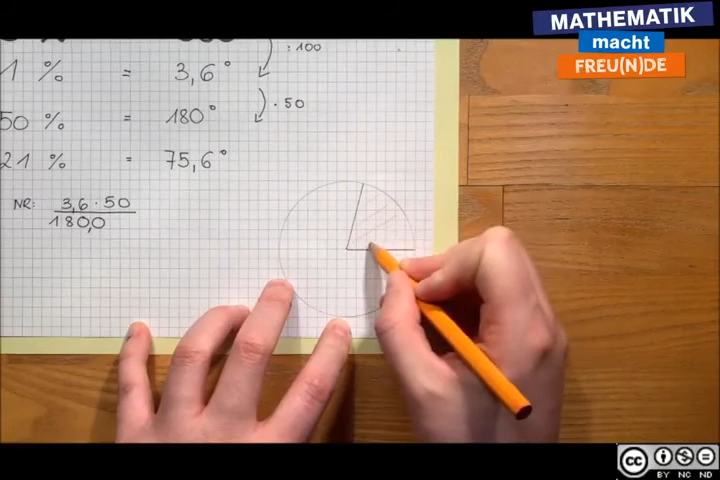 MATHEMATIK
macht
FREU(N)DE
: 100
1 % = 3,6°
50 % = 180°
· 50
21 % = 75,6°
NR: 3,6 · 50
180,0
cc
BY NC ND